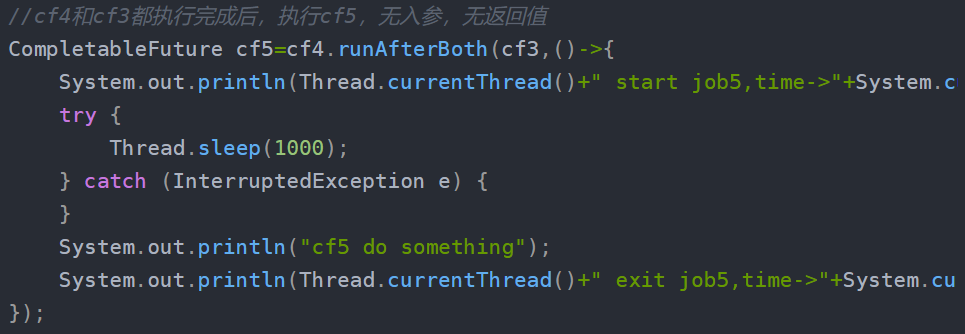 //cf4和cf3都执行完成后，执行cf5，无入参，无返回值
CompletableFuture cf5=cf4.runAfterBoth(cf3,()->{
    System.out.println(Thread.currentThread()+" start job5,time->"+System.c
    try {
        Thread.sleep(1000);
    } catch (InterruptedException e) {
    }
    System.out.println("cf5 do something");
    System.out.println(Thread.currentThread()+" exit job5,time->"+System.cu
});